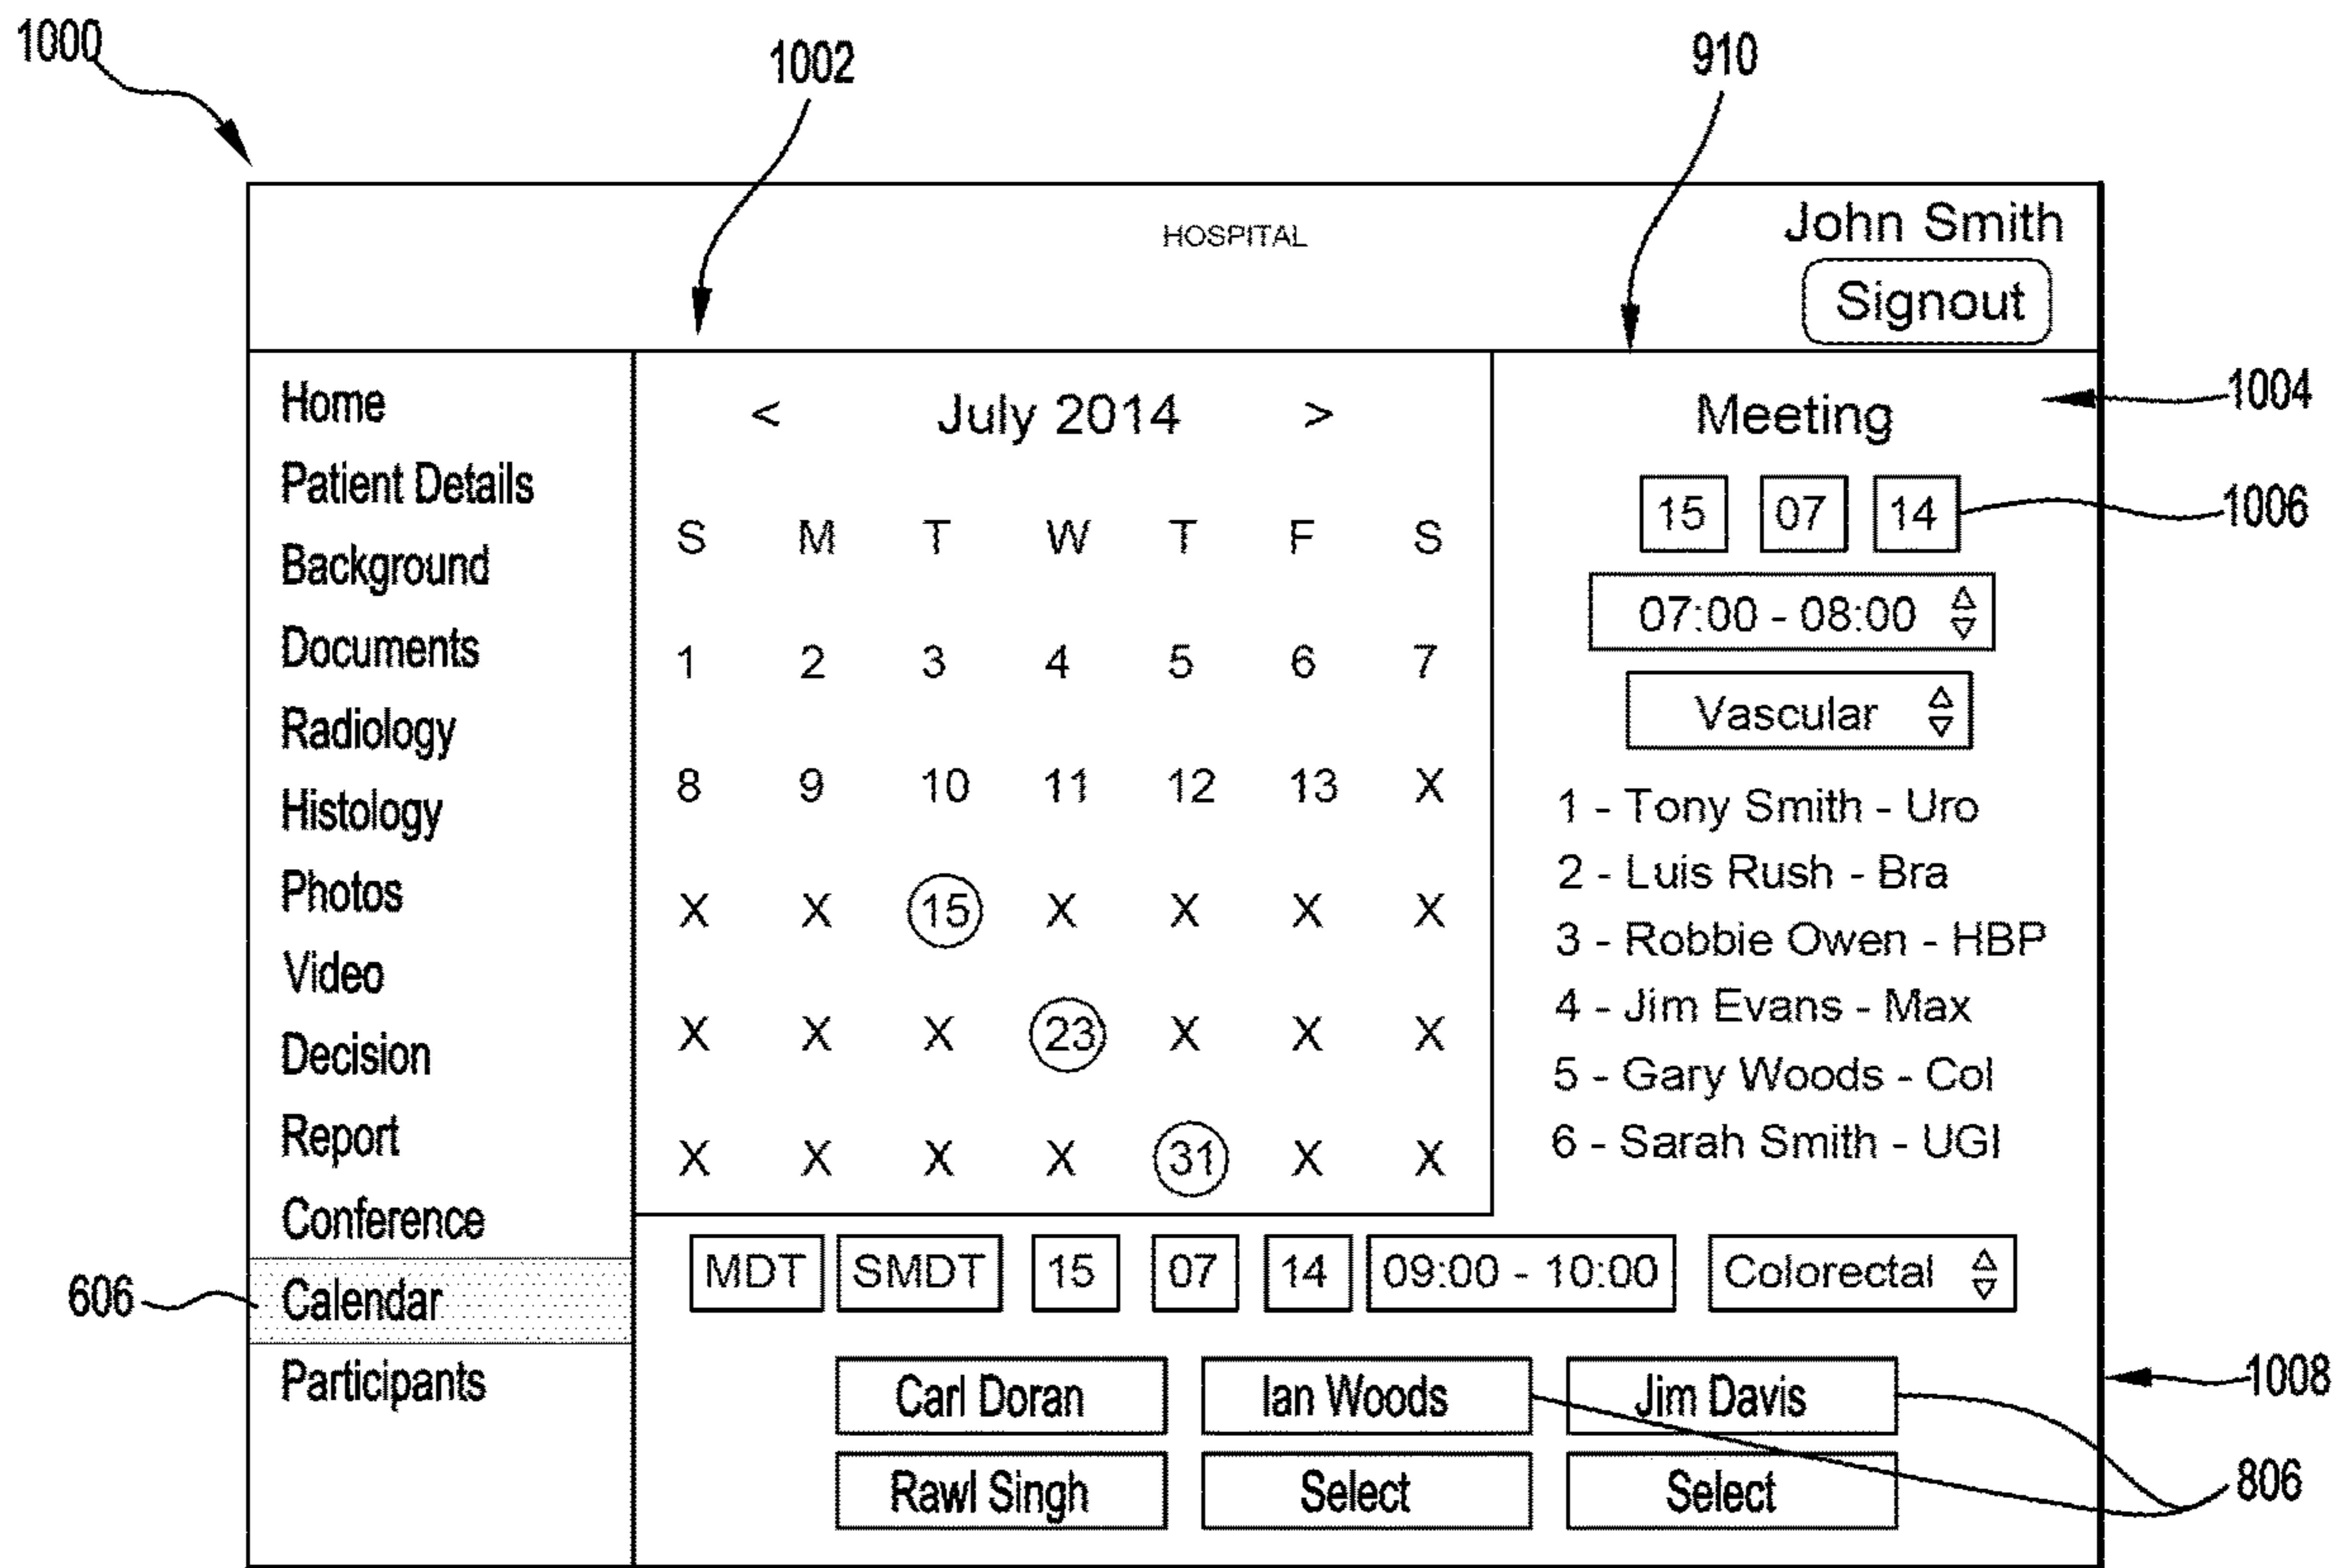 1000
1002
910
HOSPITAL
John Smith
Signout
1004
1006
606
1008
806
Home
Patient Details
Background
Documents
Radiology
Histology
Photos
Video
Decision
Report
Conference
Calendar
Participants
< July 2014 >
S M T W T F S
1 2 3 4 5 6 7
8 9 10 11 12 13 X
X X 15 X X X X
X X X 23 X X X
X X X X 31 X X
Meeting
15 07 14
07:00 - 08:00
Vascular
1 - Tony Smith - Uro
2 - Luis Rush - Bra
3 - Robbie Owen - HBP
4 - Jim Evans - Max
5 - Gary Woods - Col
6 - Sarah Smith - UGI
MDT SMDT 15 07 14 09:00 - 10:00 Colorectal
Carl Doran Ian Woods Jim Davis
Rawl Singh Select Select